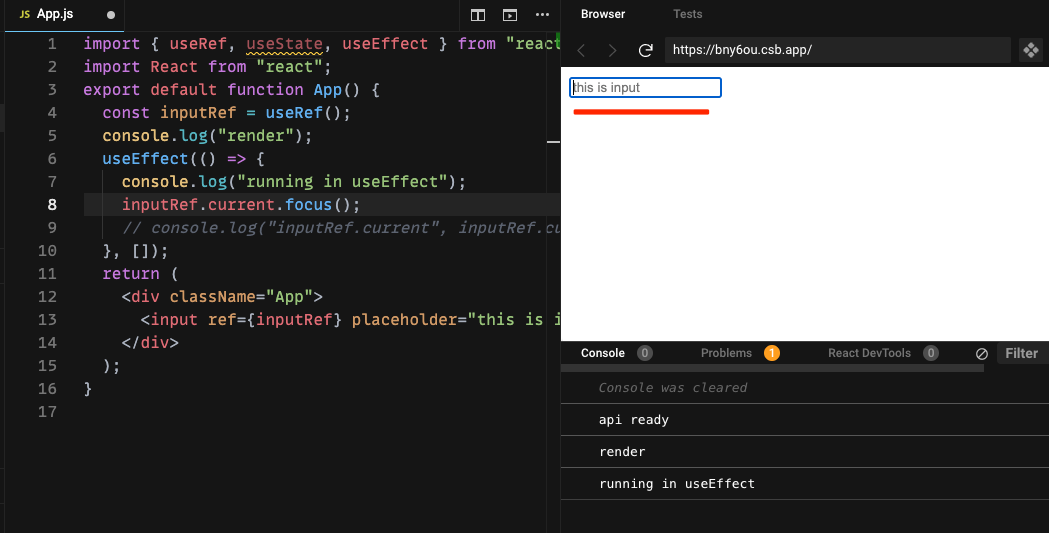 JS App.js
1 import { useRef, useState, useEffect } from "react
2 import React from "react";
3 export default function App() {
4 const inputRef = useRef();
5 console.log("render");
6 useEffect(() => {
7 console.log("running in useEffect");
8 inputRef.current.focus();
9 // console.log("inputRef.current", inputRef.cu
10 }, []);
11 return (
12 <div className="App">
13 <input ref={inputRef} placeholder="this is i
14 </div>
15 );
16 }
17
Browser Tests
https://bny6ou.csb.app/
this is input
Console 0 Problems 1 React DevTools 0 Filter
Console was cleared
api ready
render
running in useEffect